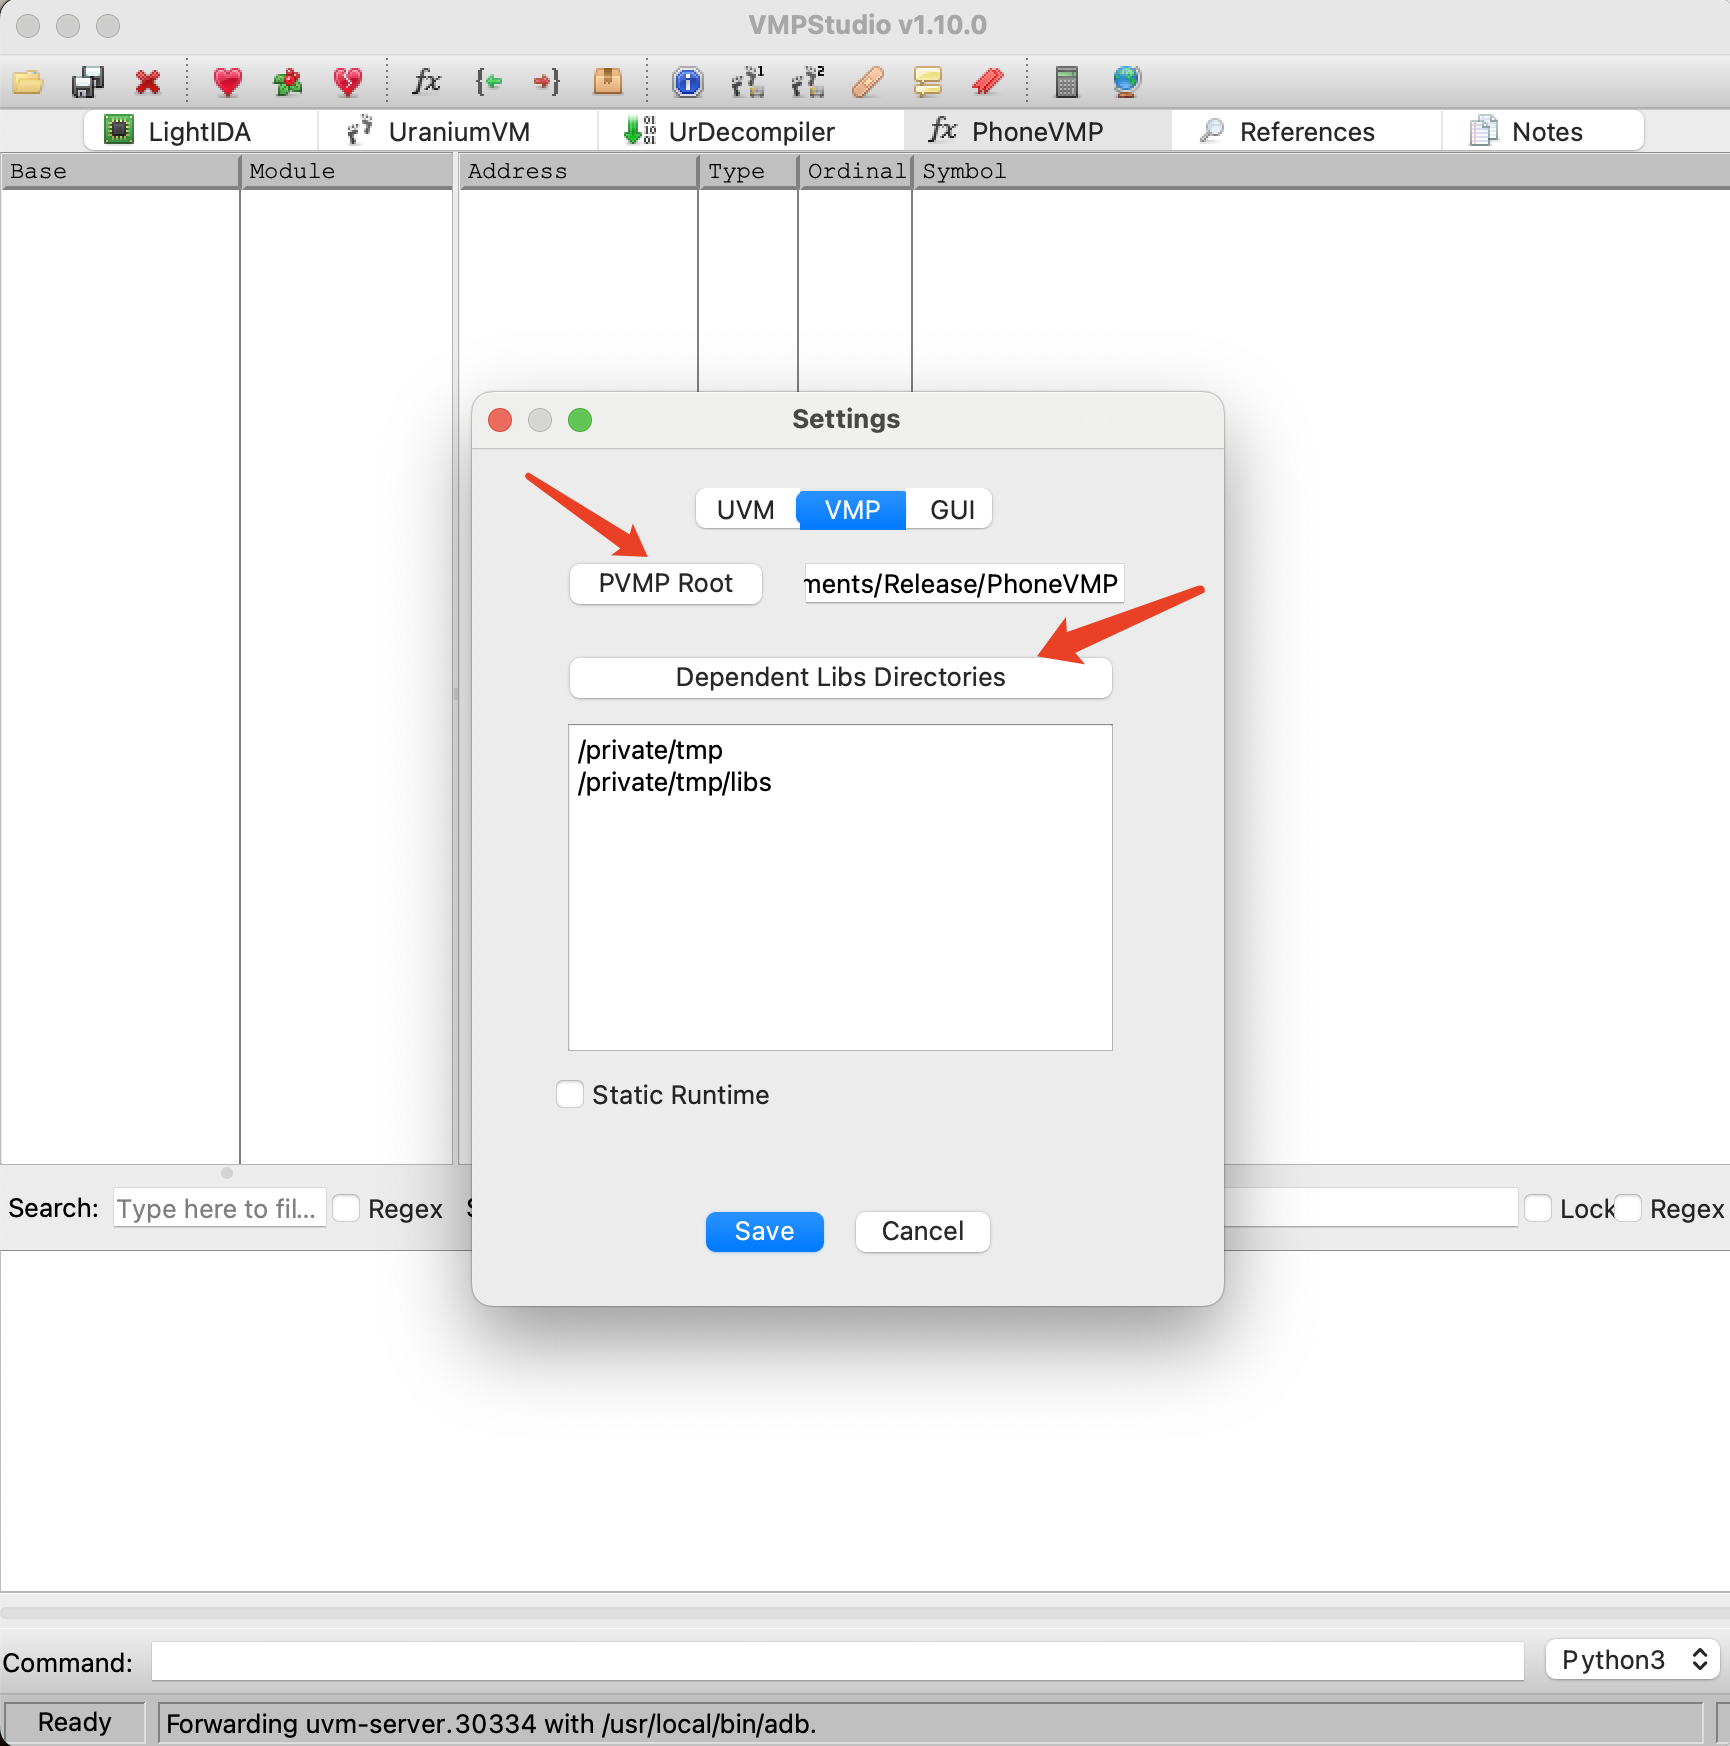 VMPStudio v1.10.0
LightIDA
UraniumVM
UrDecompiler
PhoneVMP
References
Notes
Base
Module
Address
Type
Ordinal
Symbol
Settings
UVM
VMP
GUI
PVMP Root
ments/Release/PhoneVMP
Dependent Libs Directories
/private/tmp
/private/tmp/libs
Static Runtime
Search:
Type here to fil...
Regex
Lock
Regex
Save
Cancel
Command:
Python3
Ready
Forwarding uvm-server.30334 with /usr/local/bin/adb.